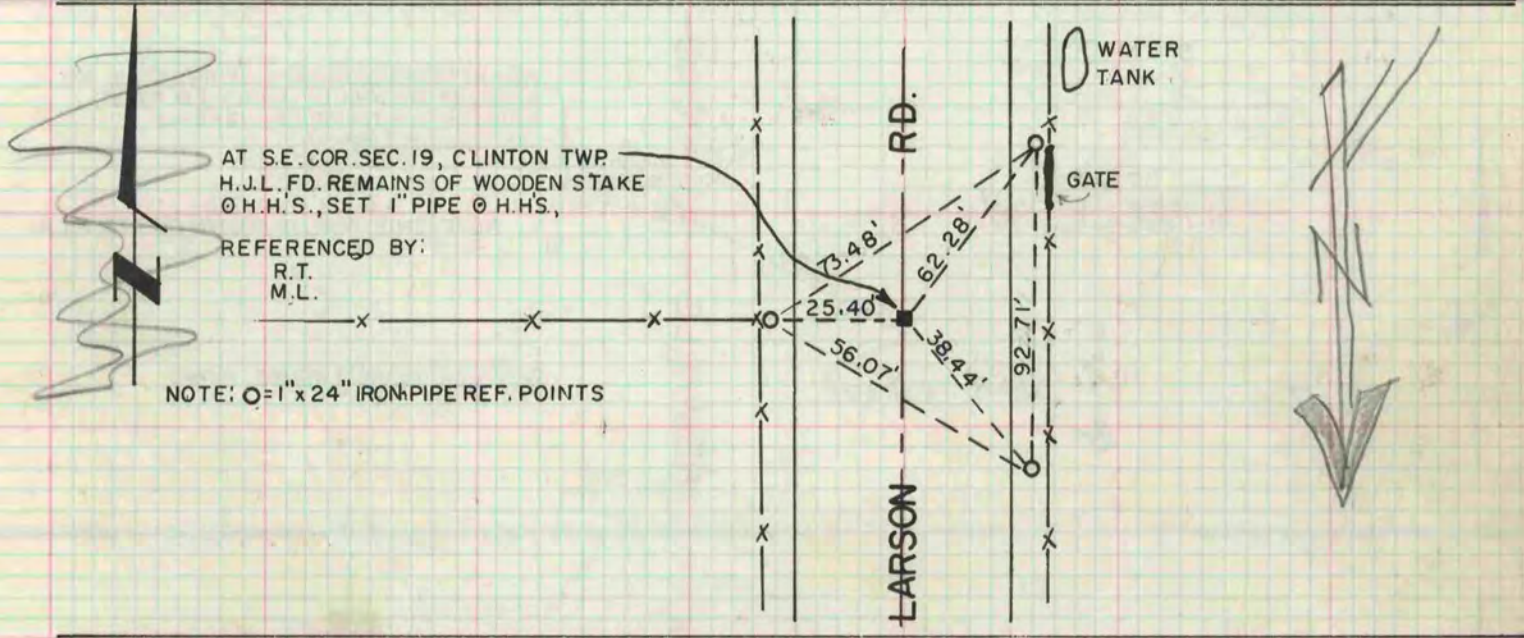 WATER
TANK
RD.
AT S.E. COR. SEC. 19, CLINTON TWP.
H.J.L. FD. REMAINS OF WOODEN STAKE
@ H.H.'S., SET 1" PIPE @ H.H'S.,
GATE
REFERENCED BY:
R.T.
M.L.
73.48'
62.28'
25.40'
92.71'
56.07'
38.44'
NOTE: O=1"x 24" IRON PIPE REF. POINTS
LARSON
N
N